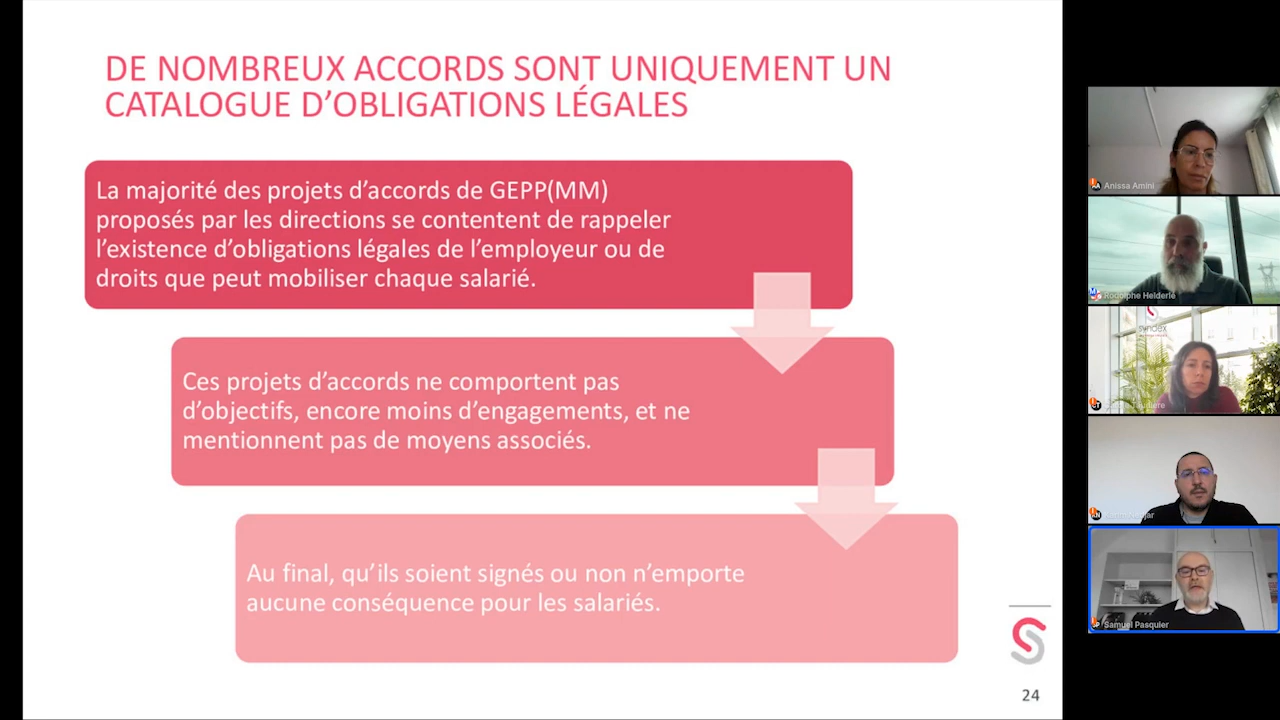 DE NOMBREUX ACCORDS SONT UNIQUEMENT UN
CATALOGUE D’OBLIGATIONS LÉGALES
La majorité des projets d’accords de GEPP(MM)
proposés par les directions se contentent de rappeler
l’existence d’obligations légales de l’employeur ou de
droits que peut mobiliser chaque salarié.
Ces projets d’accords ne comportent pas
d’objectifs, encore moins d’engagements, et ne
mentionnent pas de moyens associés.
Au final, qu’ils soient signés ou non n’emporte
aucune conséquence pour les salariés.
24
Anissa Amini
Rodolphe Helderlé
syndex
SP Samuel Pasquier